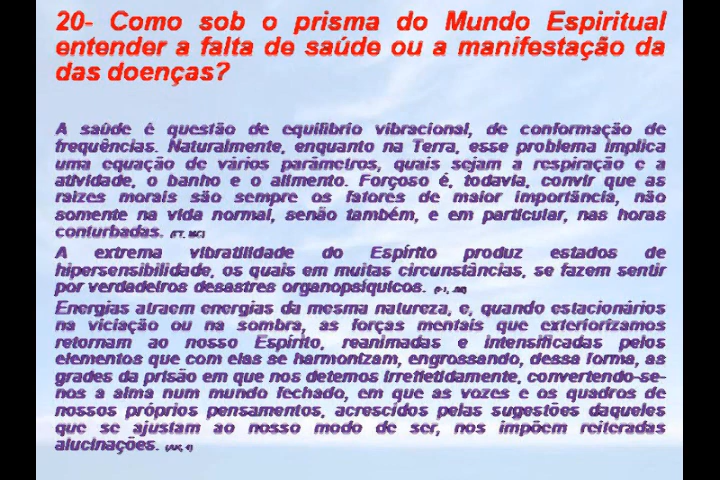 20- Como sob o prisma do Mundo Espiritual
entender a falta de saúde ou a manifestação da
das doenças?
A saúde é questão de equilíbrio vibracional, de conformação de
frequências. Naturalmente, enquanto na Terra, esse problema implica
uma equação de vários parâmetros, quais sejam a respiração e a
atividade, o banho e o alimento. Forçoso é, todavia, convir que as
raízes morais são sempre os fatores de maior importância, não
somente na vida normal, senão também, e em particular, nas horas
conturbadas.
A extrema vibratilidade do Espírito produz estados de
hipersensibilidade, os quais em muitas circunstâncias, se fazem sentir
por verdadeiros desastres organopsíquicos.
Energias atraem energias da mesma natureza, e, quando estacionários
na viciação ou na sombra, as forças mentais que exteriorizamos
retornam ao nosso Espírito, reanimadas e intensificadas pelos
elementos que com elas se harmonizam, engrossando, dessa forma, as
grades da prisão em que nos detemos irrefletidamente, convertendo-se-
nos a alma num mundo fechado, em que as vozes e os quadros de
nossos próprios pensamentos, acrescidos pelas sugestões daqueles
que se ajustam ao nosso modo de ser, nos impõem reiteradas
alucinações.